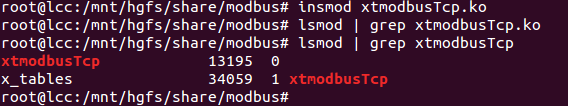 root@lcc:/mnt/hgfs/share/modbus# insmod xtmodbusTcp.ko
root@lcc:/mnt/hgfs/share/modbus# lsmod | grep xtmodbusTcp.ko
root@lcc:/mnt/hgfs/share/modbus# lsmod | grep xtmodbusTcp
xtmodbusTcp            13195  0
x_tables               34059  1 xtmodbusTcp
root@lcc:/mnt/hgfs/share/modbus#